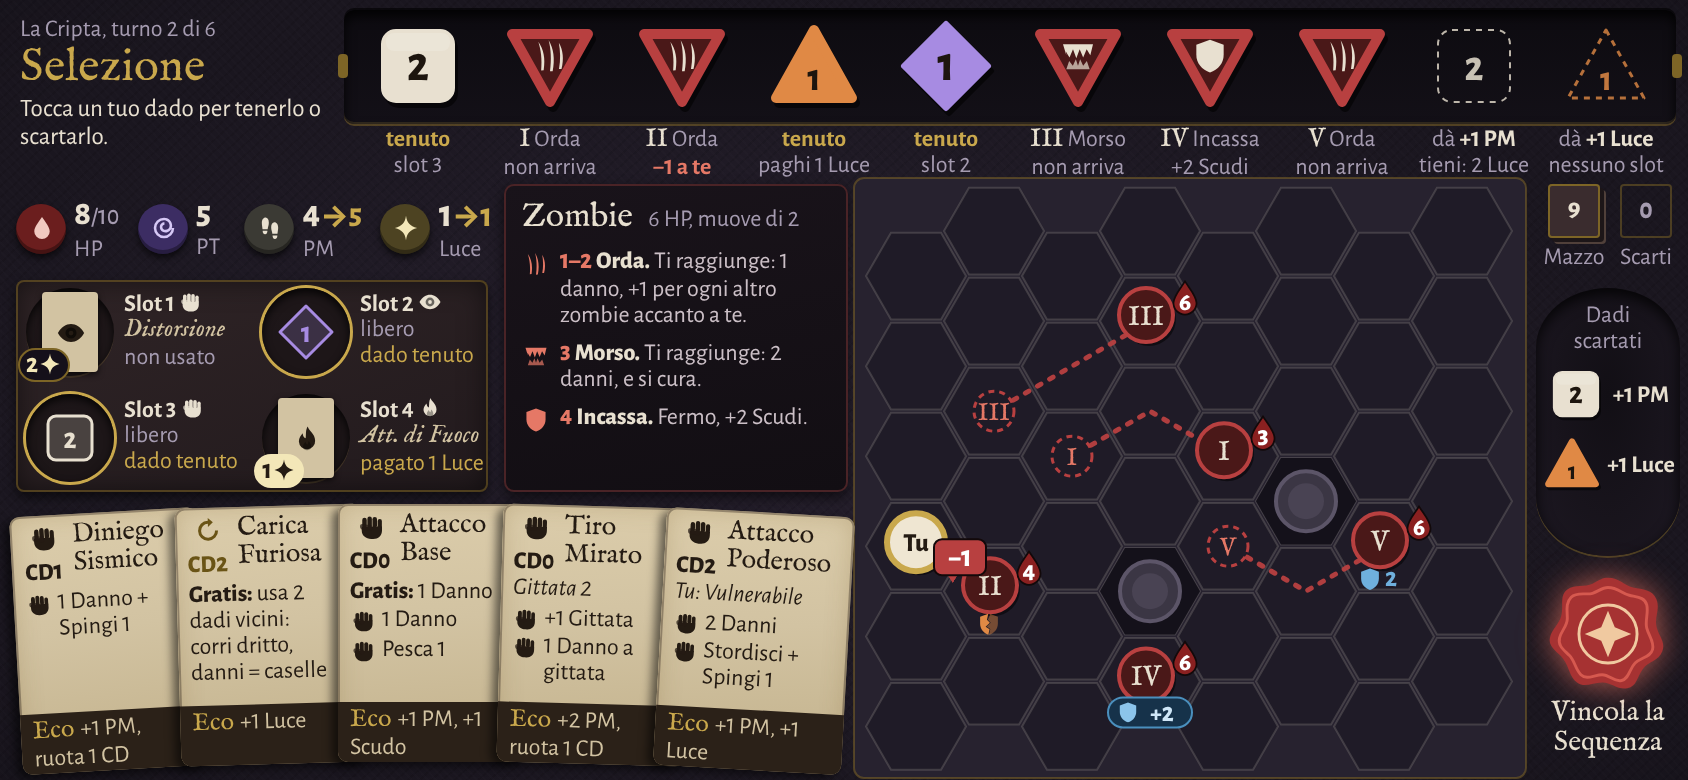 La Cripta, turno 2 di 6
Selezione
Tocca un tuo dado per tenerlo o
scartarlo.
2
1
1
2
1
tenuto
slot 3
I Orda
non arriva
II Orda
–1 a te
tenuto
paghi 1 Luce
tenuto
slot 2
III Morso
non arriva
IV Incassa
+2 Scudi
V Orda
non arriva
dà +1 PM
tieni: 2 Luce
dà +1 Luce
nessuno slot
8/10
HP
5
PT
4→5
PM
1→1
Luce
Slot 1
Distorsione
non usato
2
Slot 2
libero
dado tenuto
1
Slot 3
libero
dado tenuto
2
Slot 4
Att. di Fuoco
pagato 1 Luce
1
Zombie 6 HP, muove di 2
1–2 Orda. Ti raggiunge: 1
danno, +1 per ogni altro
zombie accanto a te.
3 Morso. Ti raggiunge: 2
danni, e si cura.
4 Incassa. Fermo, +2 Scudi.
III
6
III
I
I
3
Tu
–1
II
4
V
V
6
2
IV
6
+2
9
Mazzo
0
Scarti
Dadi
scartati
2 +1 PM
1 +1 Luce
Vincola la
Sequenza
Diniego
Sismico
CD1
1 Danno +
Spingi 1
Eco +1 PM,
ruota 1 CD
Carica
Furiosa
CD2
Gratis: usa 2
dadi vicini:
corri dritto,
danni = caselle
Eco +1 Luce
Attacco
Base
CD0
Gratis: 1 Danno
1 Danno
Pesca 1
Eco +1 PM, +1
Scudo
Tiro
Mirato
CD0
Gittata 2
+1 Gittata
1 Danno a
gittata
Eco +2 PM,
ruota 1 CD
Attacco
Poderoso
CD2
Tu: Vulnerabile
2 Danni
Stordisci +
Spingi 1
Eco +1 PM, +1
Luce